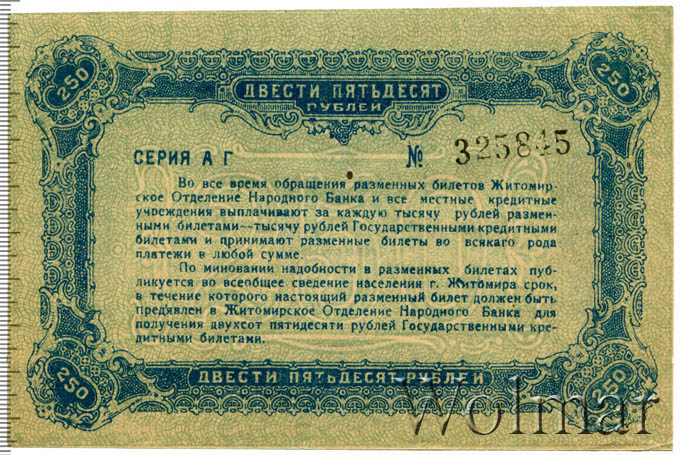 250
250
ДВЕСТИ ПЯТЬДЕСЯТ
РУБЛЕЙ
СЕРИЯ А Г № 325845
Во все время обращения разменных билетов Житомир-
ское Отделение Народного Банка и все местные кредитные
учреждения выплачивают за каждую тысячу рублей размен-
ными билетами—тысячу рублей Государственными кредитными
билетами и принимают разменные билеты во всякаго рода
платежи в любой сумме.
По миновании надобности в разменных билетах пуб-
ликуется во всеобщее сведение населения г. Житомира срок,
в течение которого настоящий разменный билет должен быть
пред'явлен в Житомирское Отделение Народного Банка для
получения двухсот пятидесяти рублей Государственными кре-
дитными билетами.
ДВЕСТИ ПЯТЬДЕСЯТ РУБЛЕЙ
250
250
Wolmar